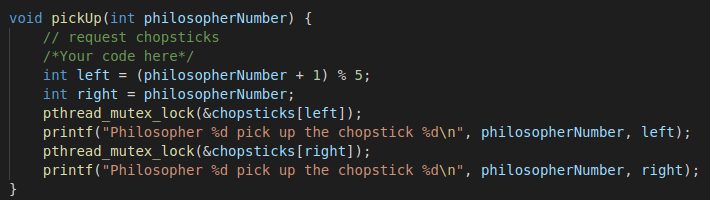 void pickUp(int philosopherNumber) {
    // request chopsticks
    /*Your code here*/
    int left = (philosopherNumber + 1) % 5;
    int right = philosopherNumber;
    pthread_mutex_lock(&chopsticks[left]);
    printf("Philosopher %d pick up the chopstick %d\n", philosopherNumber, left);
    pthread_mutex_lock(&chopsticks[right]);
    printf("Philosopher %d pick up the chopstick %d\n", philosopherNumber, right);
}